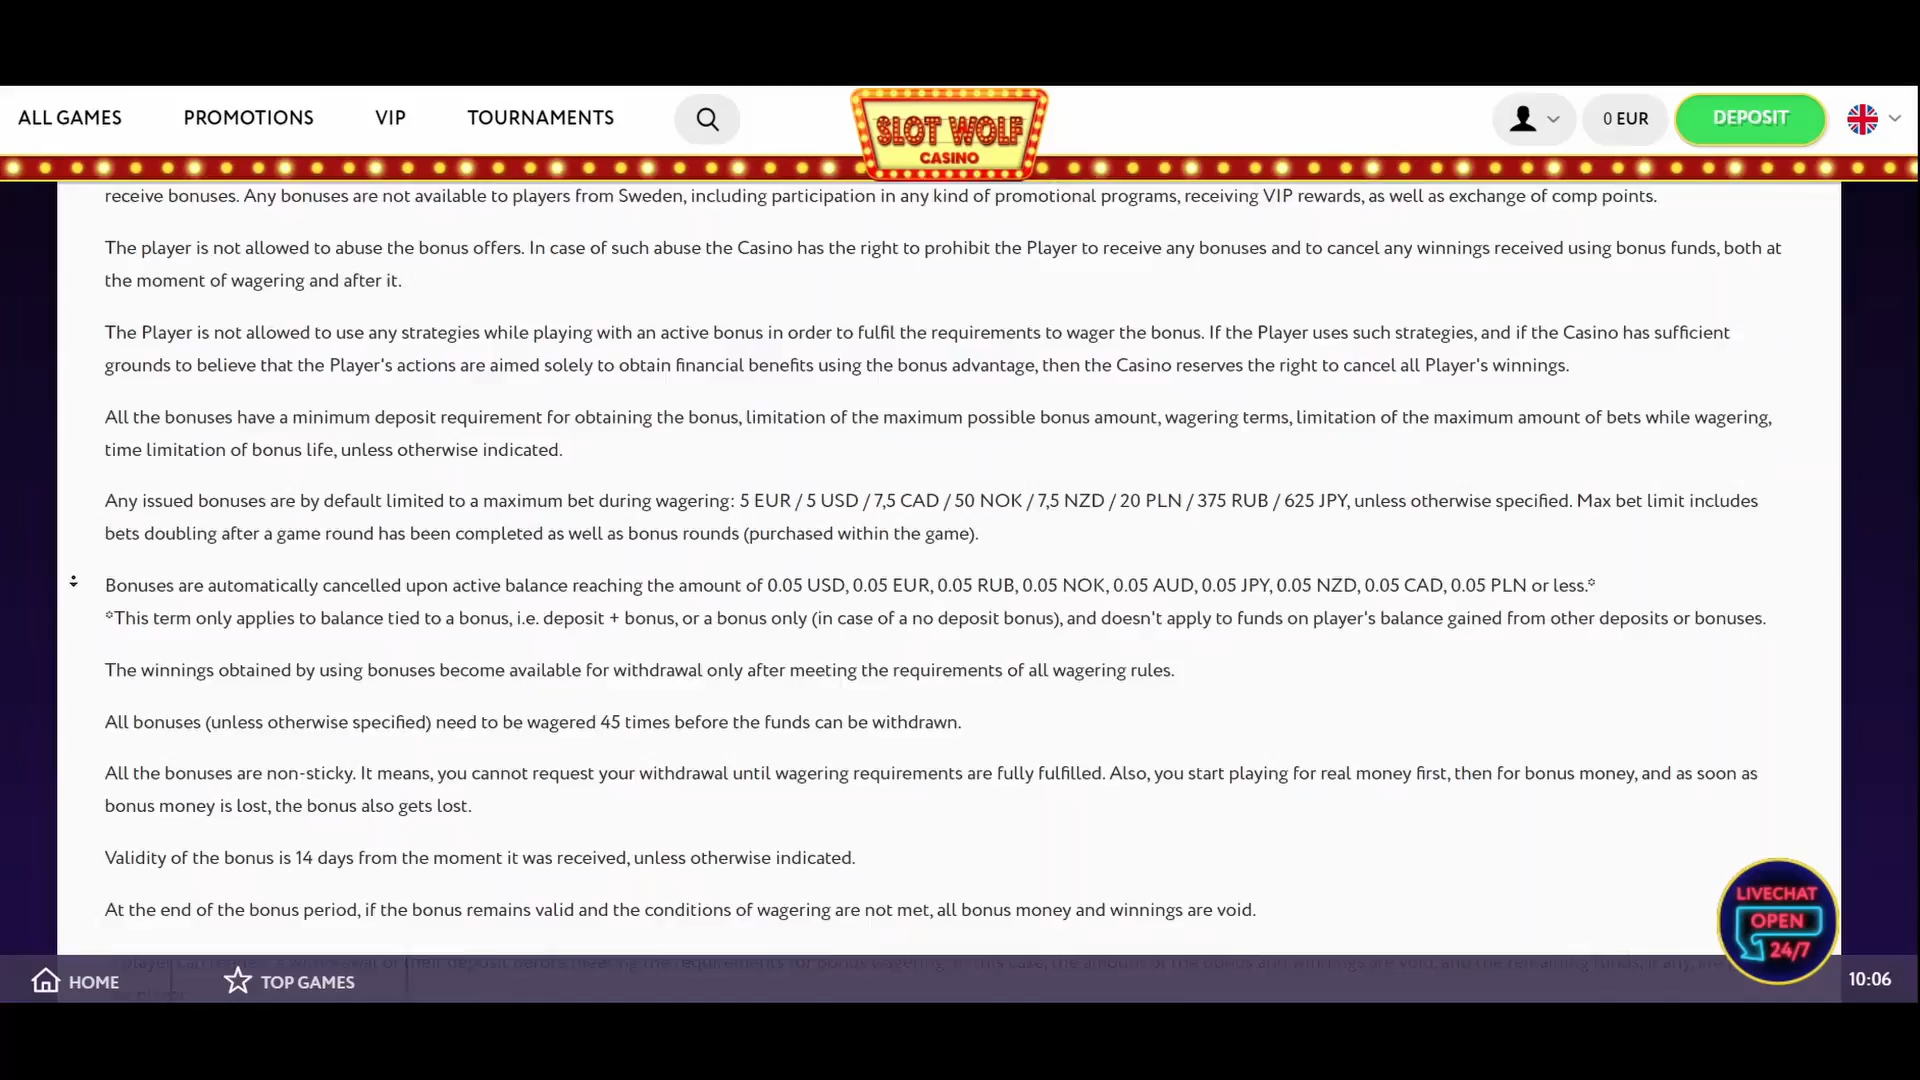 ALL GAMES PROMOTIONS VIP TOURNAMENTS SLOT WOLF CASINO 0 EUR DEPOSIT
receive bonuses. Any bonuses are not available to players from Sweden, including participation in any kind of promotional programs, receiving VIP rewards, as well as exchange of comp points.
The player is not allowed to abuse the bonus offers. In case of such abuse the Casino has the right to prohibit the Player to receive any bonuses and to cancel any winnings received using bonus funds, both at
the moment of wagering and after it.
The Player is not allowed to use any strategies while playing with an active bonus in order to fulfil the requirements to wager the bonus. If the Player uses such strategies, and if the Casino has sufficient
grounds to believe that the Player's actions are aimed solely to obtain financial benefits using the bonus advantage, then the Casino reserves the right to cancel all Player's winnings.
All the bonuses have a minimum deposit requirement for obtaining the bonus, limitation of the maximum possible bonus amount, wagering terms, limitation of the maximum amount of bets while wagering,
time limitation of bonus life, unless otherwise indicated.
Any issued bonuses are by default limited to a maximum bet during wagering: 5 EUR / 5 USD / 7,5 CAD / 50 NOK / 7,5 NZD / 20 PLN / 375 RUB / 625 JPY, unless otherwise specified. Max bet limit includes
bets doubling after a game round has been completed as well as bonus rounds (purchased within the game).
Bonuses are automatically cancelled upon active balance reaching the amount of 0.05 USD, 0.05 EUR, 0.05 RUB, 0.05 NOK, 0.05 AUD, 0.05 JPY, 0.05 NZD, 0.05 CAD, 0.05 PLN or less.*
*This term only applies to balance tied to a bonus, i.e. deposit + bonus, or a bonus only (in case of a no deposit bonus), and doesn't apply to funds on player's balance gained from other deposits or bonuses.
The winnings obtained by using bonuses become available for withdrawal only after meeting the requirements of all wagering rules.
All bonuses (unless otherwise specified) need to be wagered 45 times before the funds can be withdrawn.
All the bonuses are non-sticky. It means, you cannot request your withdrawal until wagering requirements are fully fulfilled. Also, you start playing for real money first, then for bonus money, and as soon as
bonus money is lost, the bonus also gets lost.
Validity of the bonus is 14 days from the moment it was received, unless otherwise indicated.
At the end of the bonus period, if the bonus remains valid and the conditions of wagering are not met, all bonus money and winnings are void.
LIVECHAT
OPEN
24/7
HOME TOP GAMES 10:06